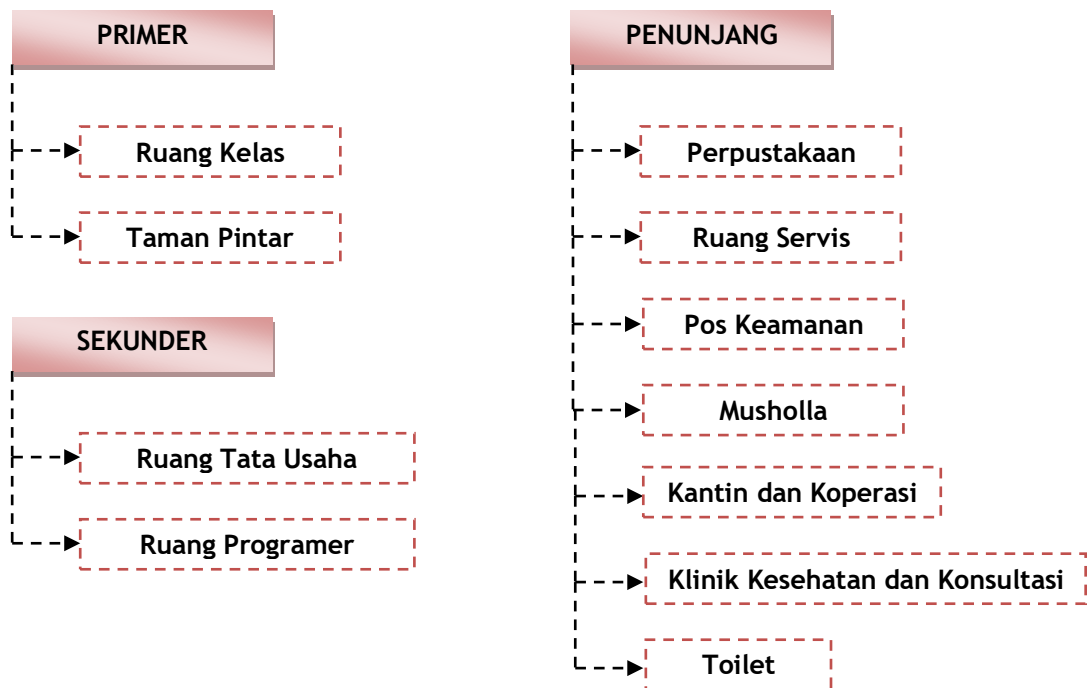 PRIMER
Ruang Kelas
Taman Pintar
SEKUNDER
Ruang Tata Usaha
Ruang Programer
PENUNJANG
Perpustakaan
Ruang Servis
Pos Keamanan
Musholla
Kantin dan Koperasi
Klinik Kesehatan dan Konsultasi
Toilet